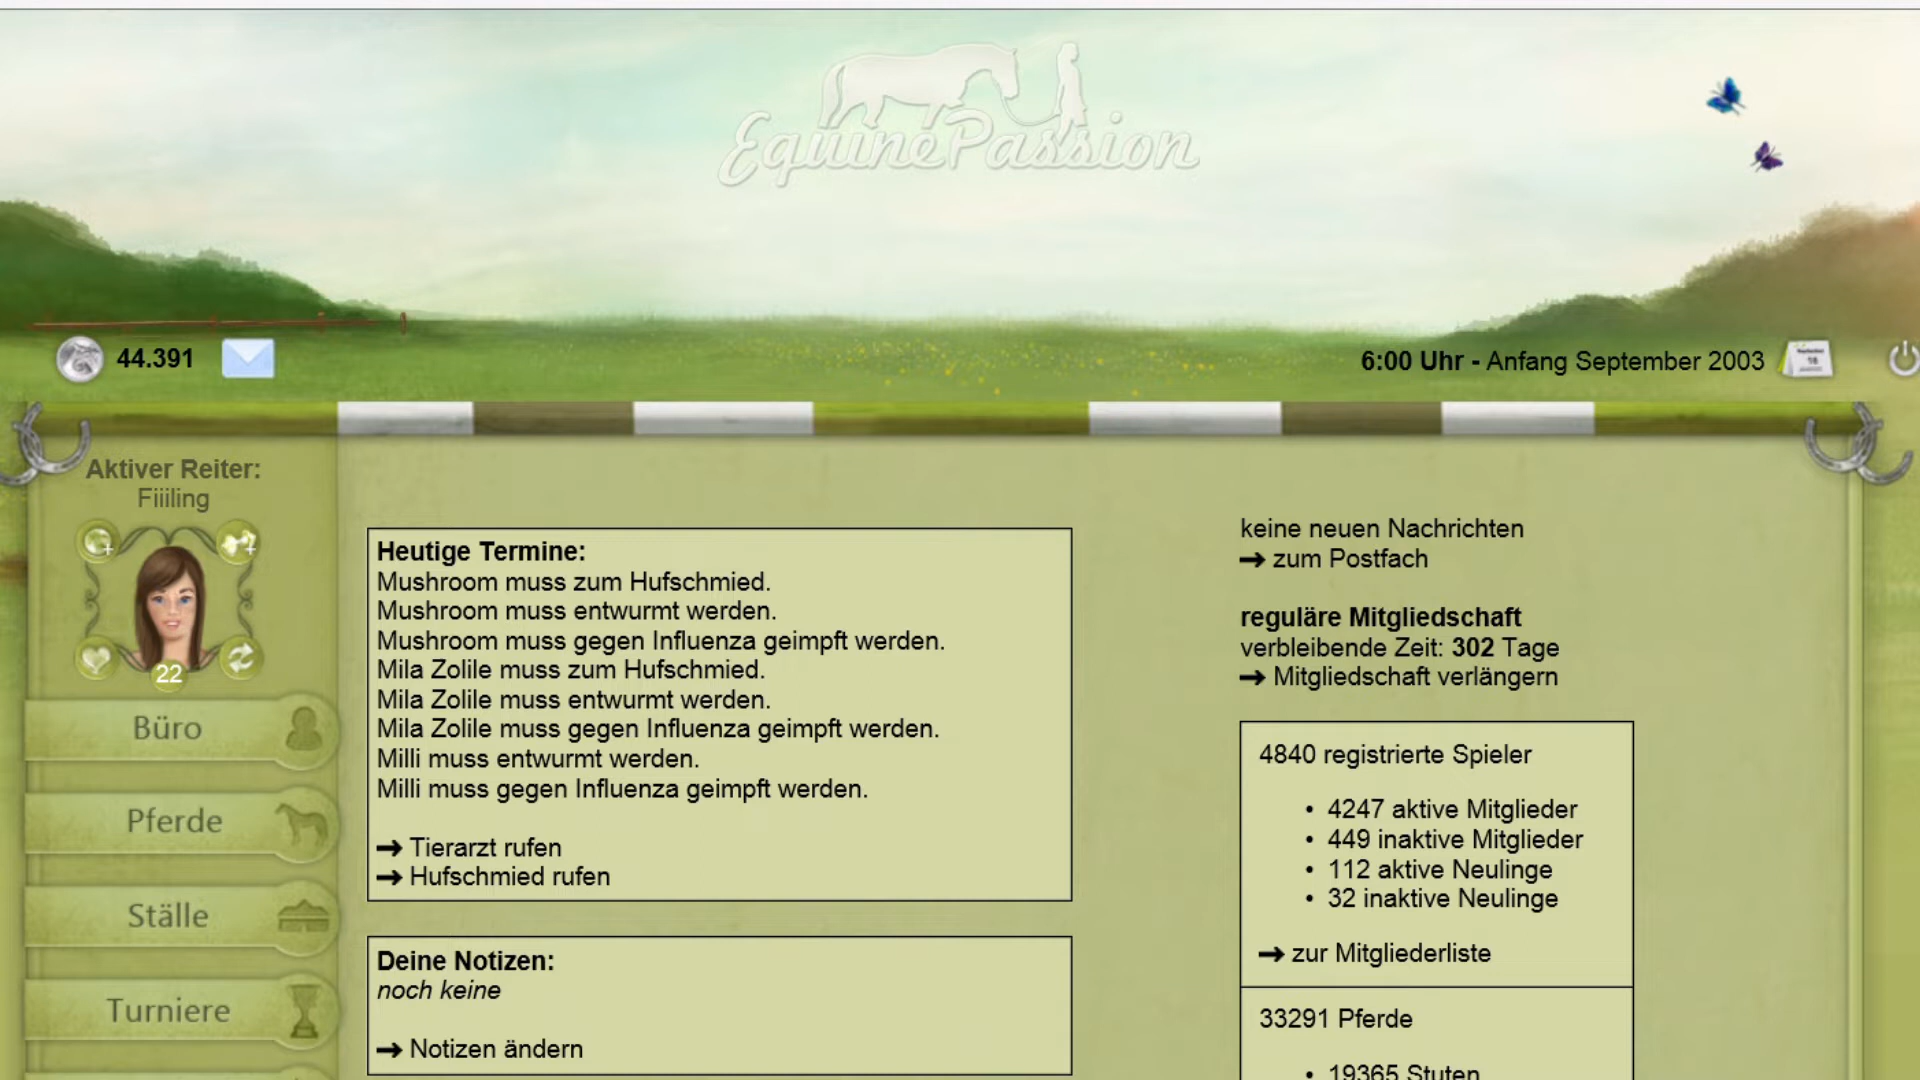 EquinePassion
44.391
6:00 Uhr - Anfang September 2003
Aktiver Reiter:
Fiiiling
22
Büro
Pferde
Ställe
Turniere
Heutige Termine:
Mushroom muss zum Hufschmied.
Mushroom muss entwurmt werden.
Mushroom muss gegen Influenza geimpft werden.
Mila Zolile muss zum Hufschmied.
Mila Zolile muss entwurmt werden.
Mila Zolile muss gegen Influenza geimpft werden.
Milli muss entwurmt werden.
Milli muss gegen Influenza geimpft werden.
→ Tierarzt rufen
→ Hufschmied rufen
Deine Notizen:
noch keine
→ Notizen ändern
keine neuen Nachrichten
→ zum Postfach
reguläre Mitgliedschaft
verbleibende Zeit: 302 Tage
→ Mitgliedschaft verlängern
4840 registrierte Spieler
• 4247 aktive Mitglieder
• 449 inaktive Mitglieder
• 112 aktive Neulinge
• 32 inaktive Neulinge
→ zur Mitgliederliste
33291 Pferde
• 19365 Stuten